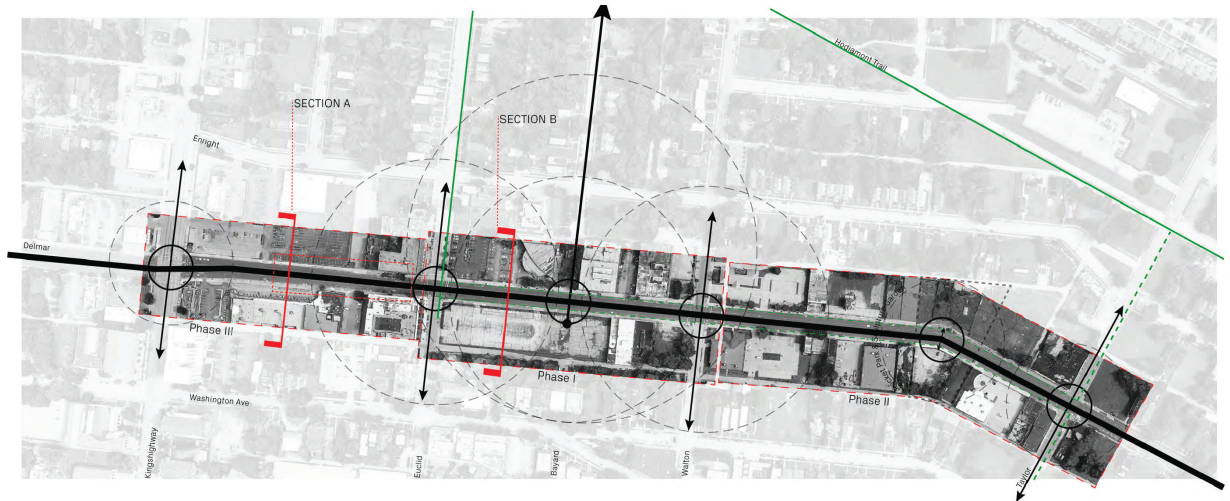 Hodiamont Trail
SECTION A
SECTION B
Enright
Delmar
Phase III
Phase I
Phase II
Washington Ave
Kingshighway
Euclid
Bayard
Walton
Taylor